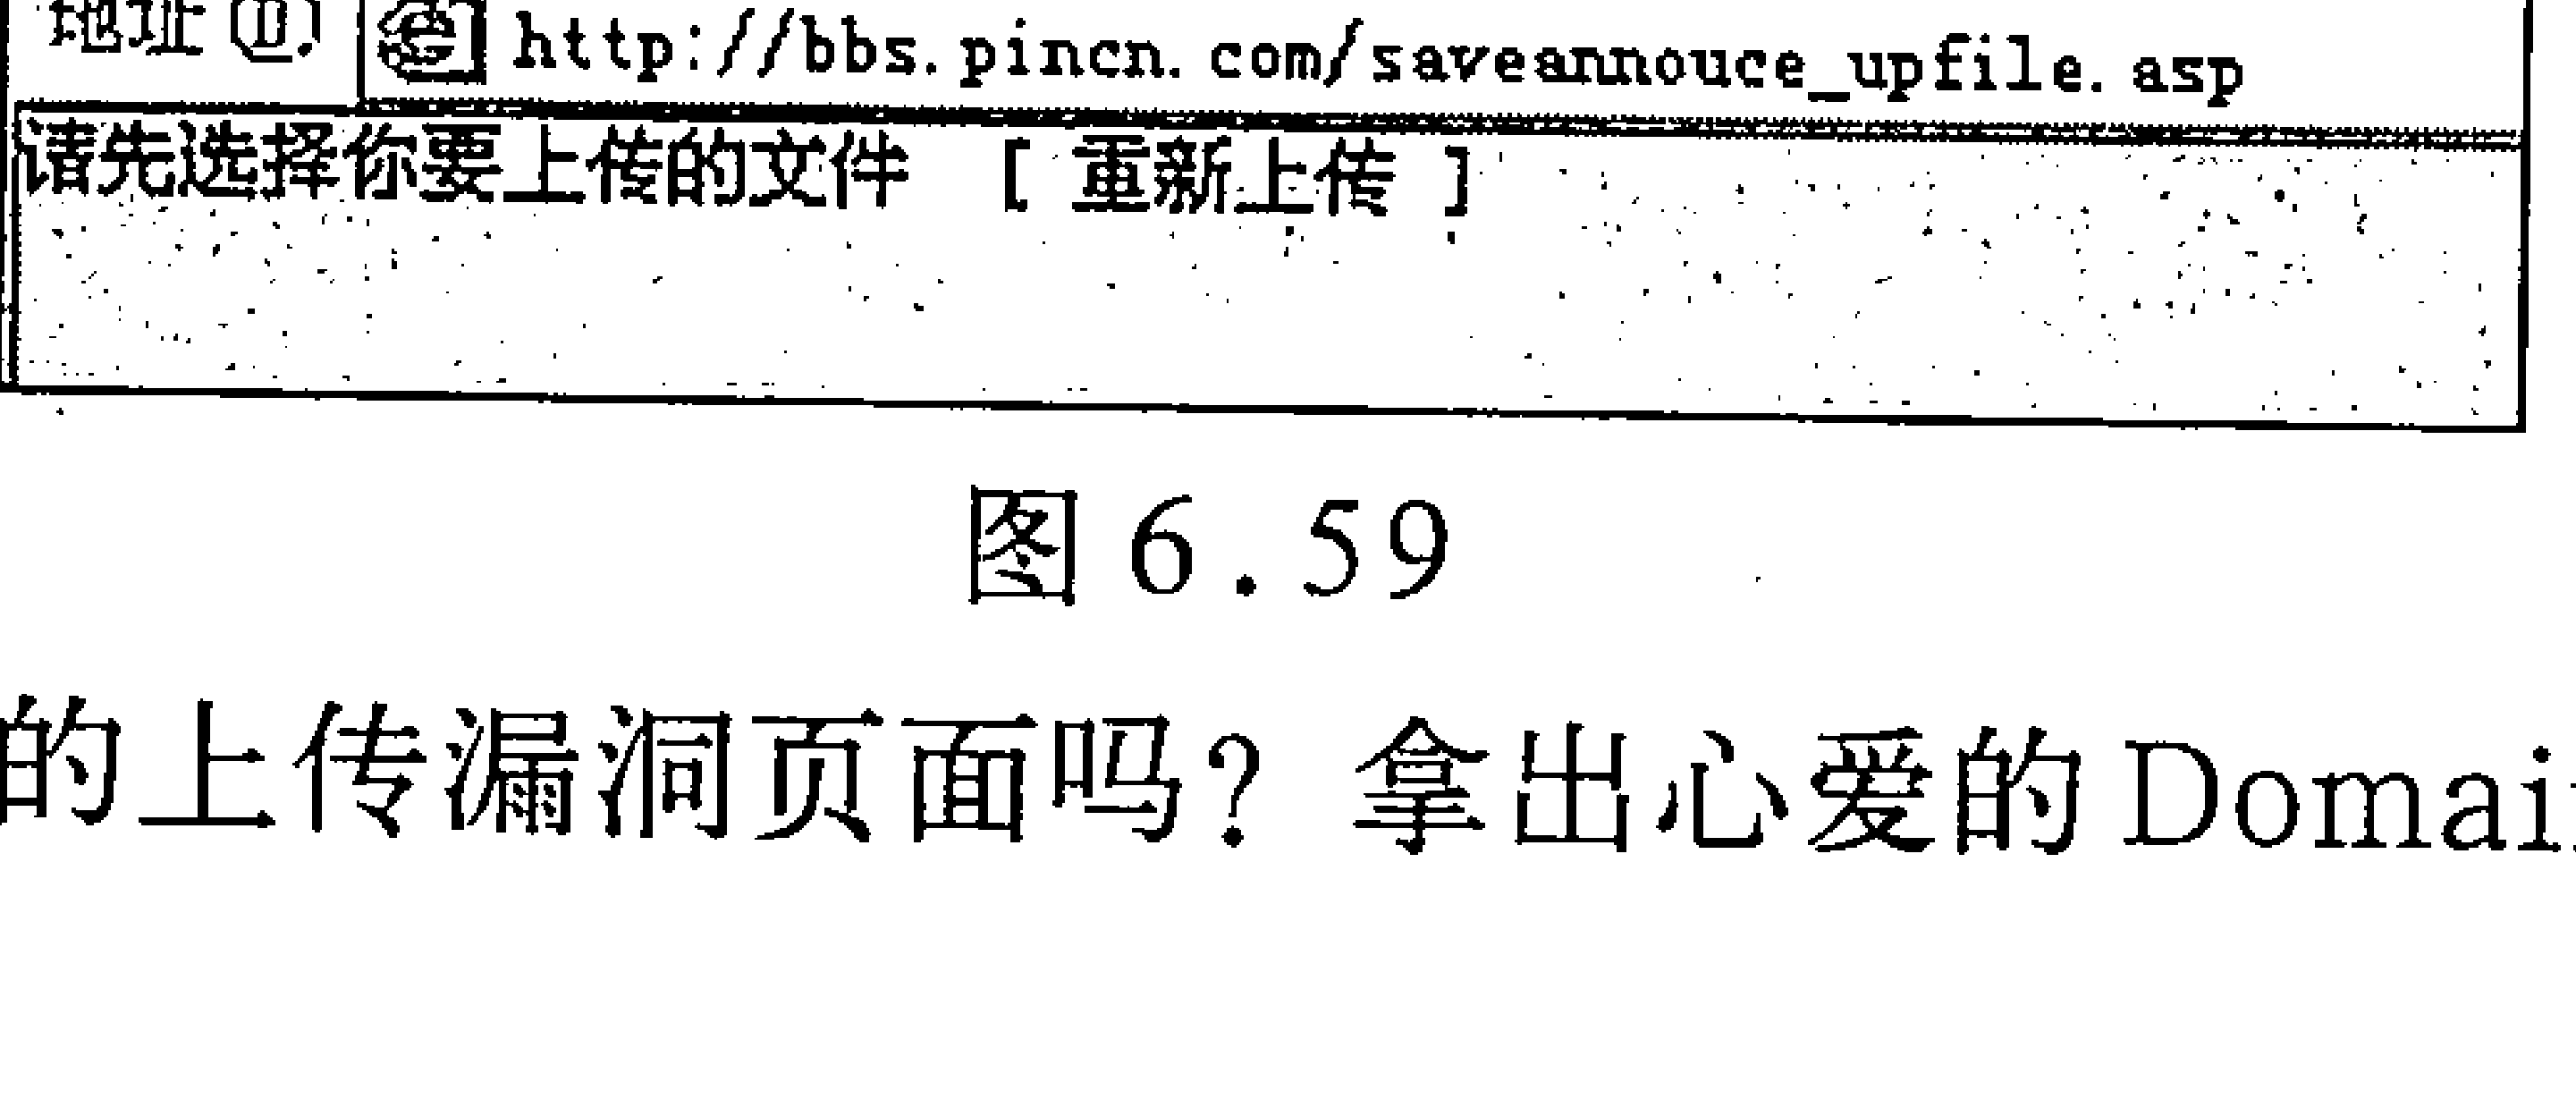 地址(D) http://bbs.pincn.com/saveannouce_upfile.asp
请先选择你要上传的文件 [ 重新上传 ]
图 6.59
的上传漏洞页面吗？拿出心爱的Domai